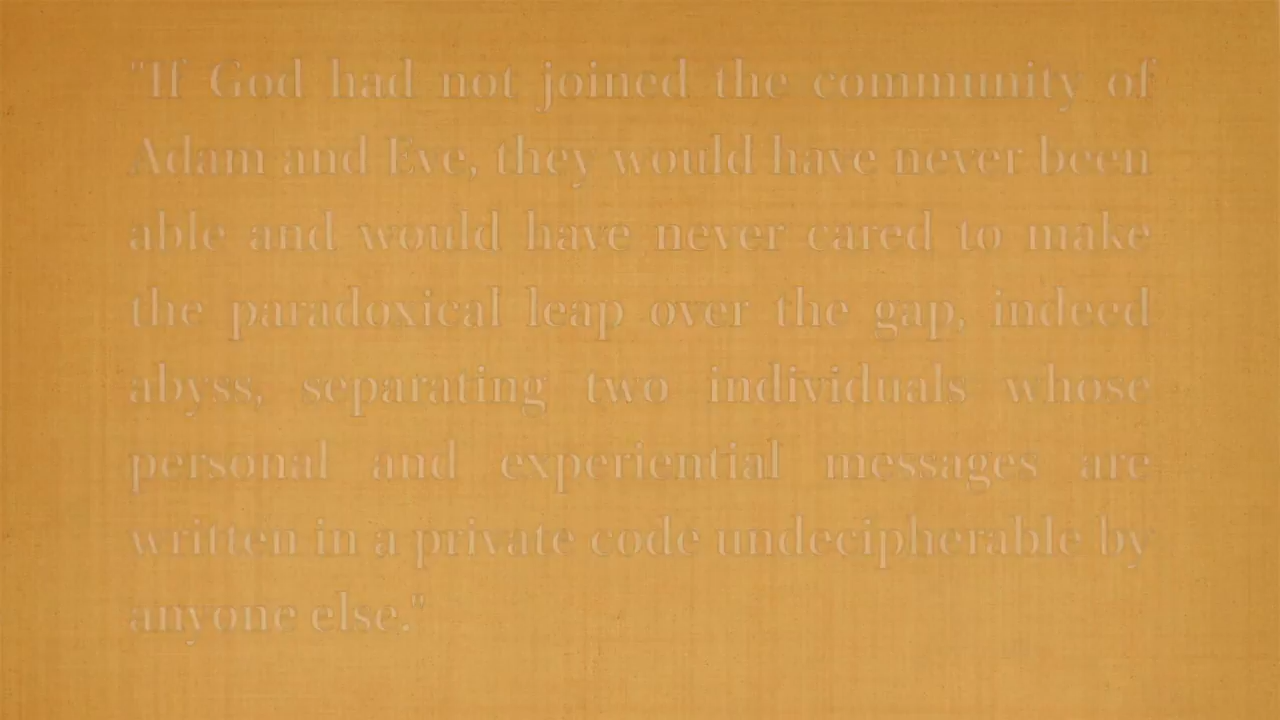 "If God had not joined the community of
Adam and Eve, they would have never been
able and would have never cared to make
the paradoxical leap over the gap, indeed
abyss, separating two individuals whose
personal and experiential messages are
written in a private code undecipherable by
anyone else."